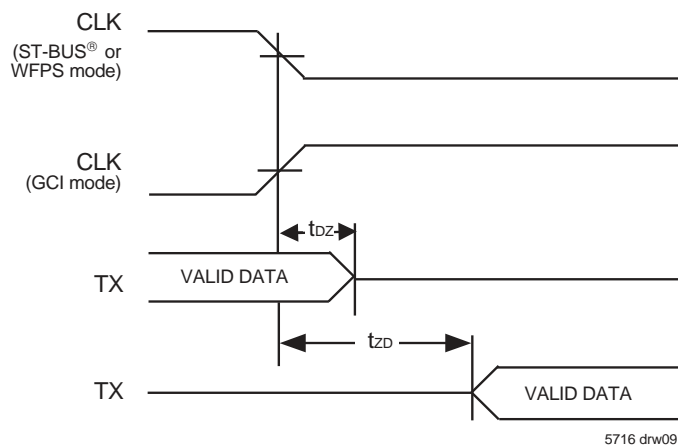 CLK
(ST-BUS® or
WFPS mode)
CLK
(GCI mode)
tDZ
TX
VALID DATA
tZD
TX
VALID DATA
5716 drw09